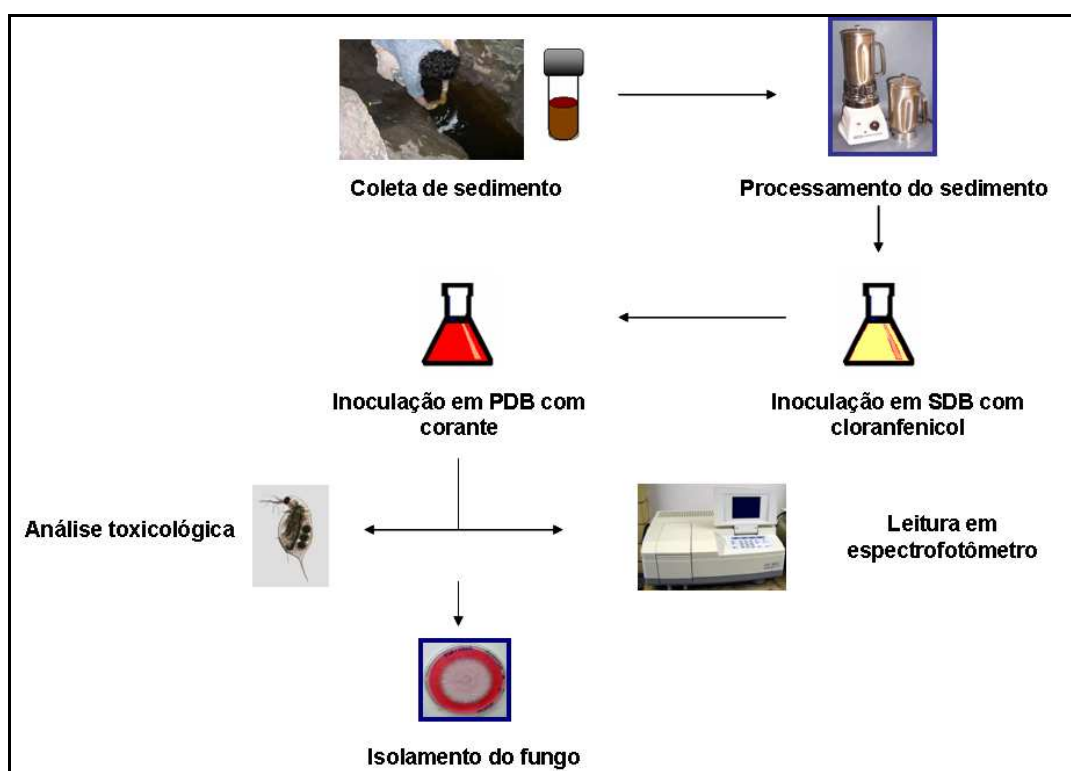 Coleta de sedimento
Processamento do sedimento
Inoculação em PDB com
corante
Inoculação em SDB com
cloranfenicol
Análise toxicológica
Leitura em
espectrofotômetro
Isolamento do fungo